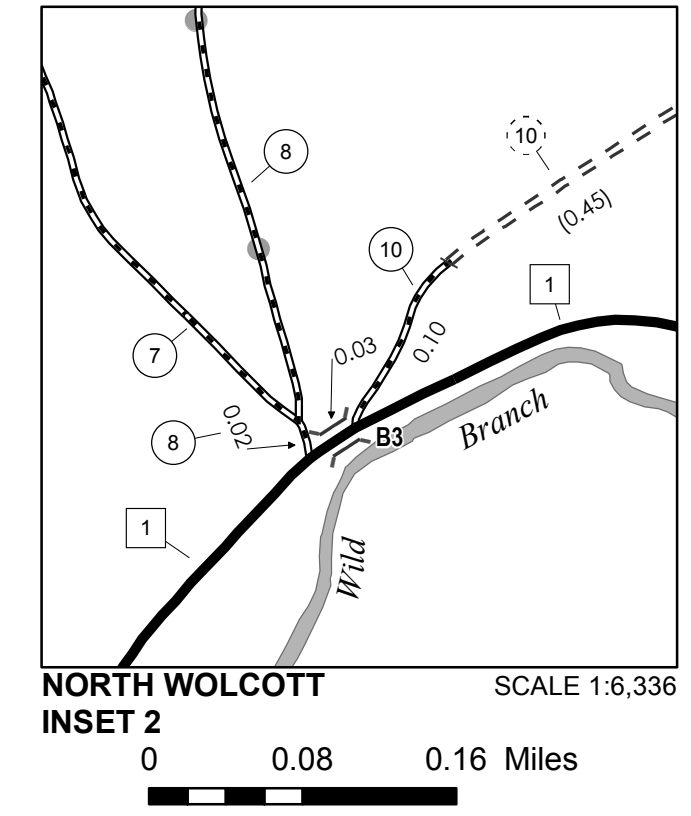 8
10
(0.45)
10
1
0.10
0.03
7
0.02
8
B3
Branch
1
Wild
NORTH WOLCOTT
INSET 2
SCALE 1:6,336
0 0.08 0.16 Miles